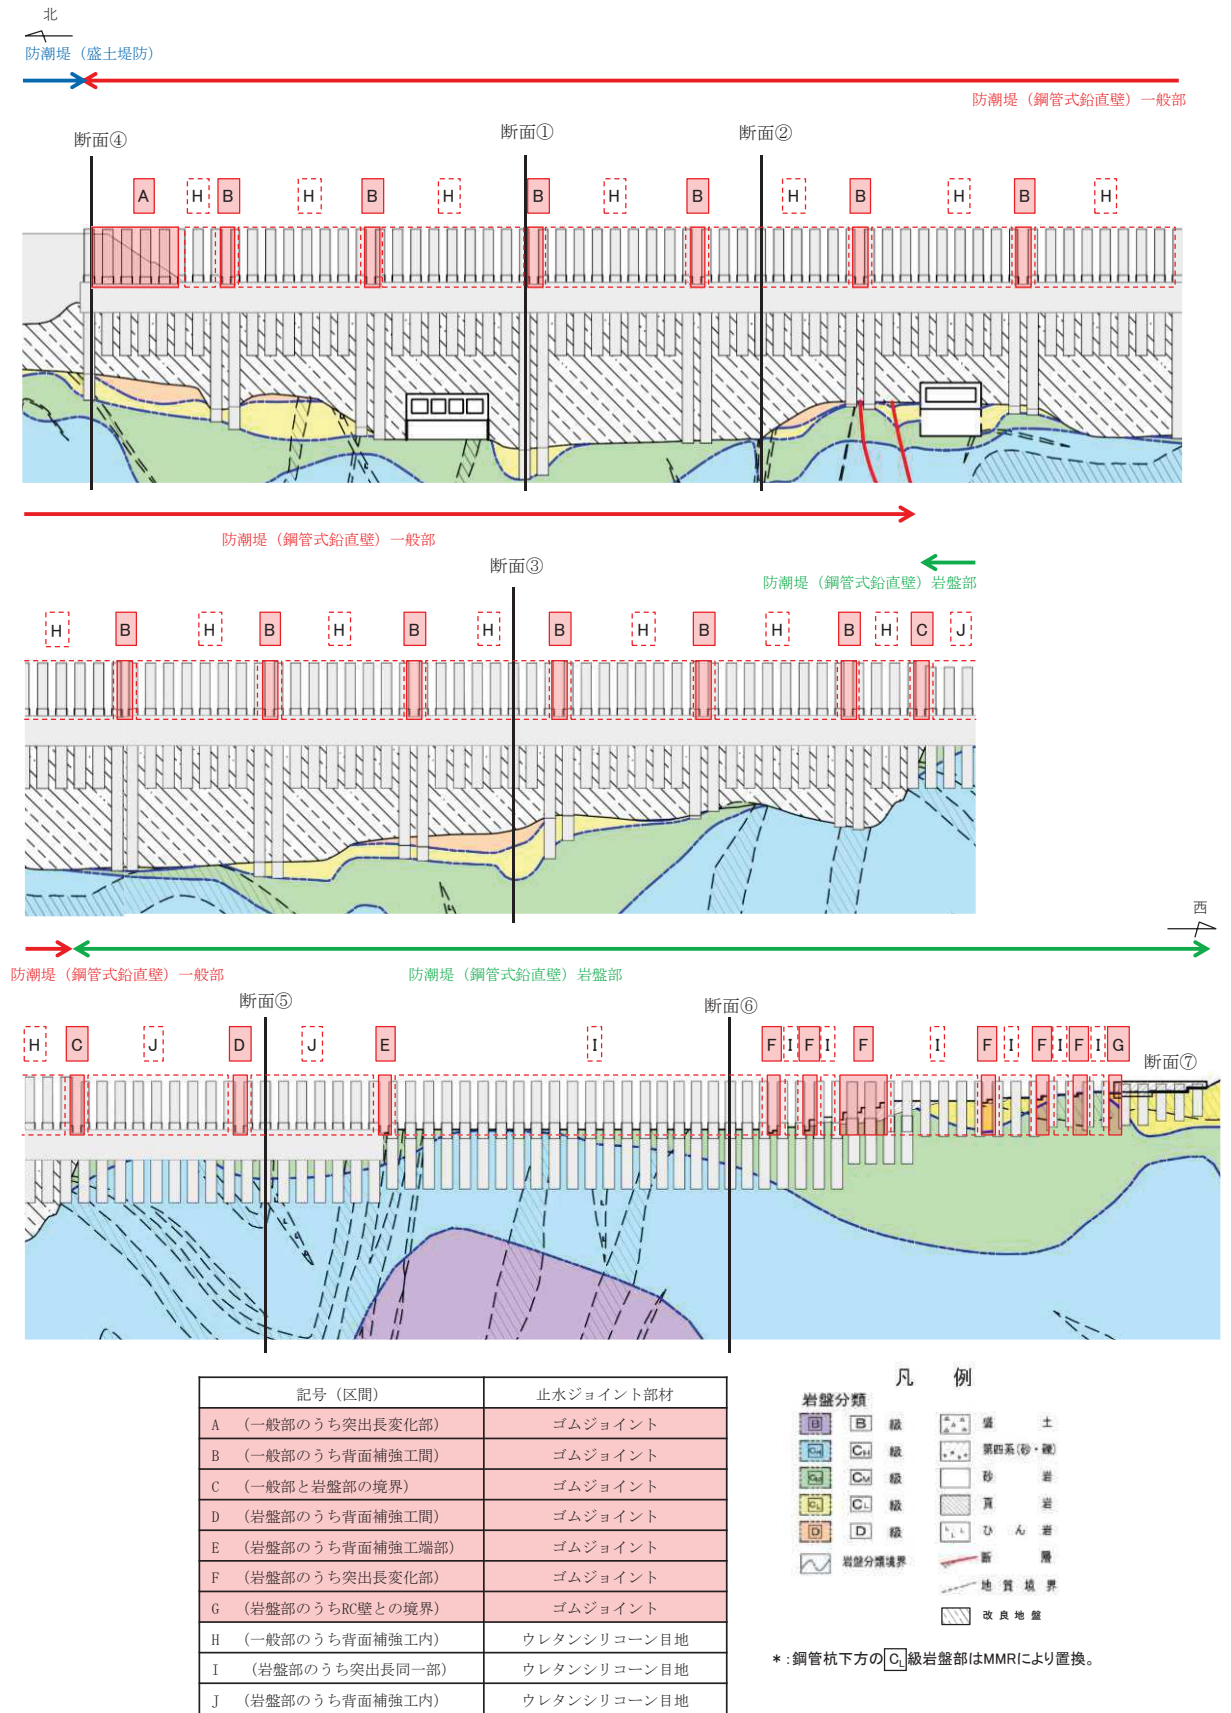 北
防潮堤（盛土堤防）
防潮堤（鋼管式鉛直壁）一般部
断面④
断面①
断面②
A H B H B H B H B H B H B H
防潮堤（鋼管式鉛直壁）一般部
断面③
防潮堤（鋼管式鉛直壁）岩盤部
H B H B H B H B H B H B H C J
西
防潮堤（鋼管式鉛直壁）一般部
防潮堤（鋼管式鉛直壁）岩盤部
断面⑤
断面⑥
H C J D J E I F I F I F I F I F I F I G
断面⑦
記号（区間） 止水ジョイント部材
A （一般部のうち突出長変化部） ゴムジョイント
B （一般部のうち背面補強工間） ゴムジョイント
C （一般部と岩盤部の境界） ゴムジョイント
D （岩盤部のうち背面補強工間） ゴムジョイント
E （岩盤部のうち背面補強工端部） ゴムジョイント
F （岩盤部のうち突出長変化部） ゴムジョイント
G （岩盤部のうちRC壁との境界） ゴムジョイント
H （一般部のうち背面補強工内） ウレタンシリコーン目地
I （岩盤部のうち突出長同一部） ウレタンシリコーン目地
J （岩盤部のうち背面補強工内） ウレタンシリコーン目地
凡 例
岩盤分類
B B 級 盛 土
CH CH 級 第四系(砂・礫)
CM CM 級 砂 岩
CL CL 級 頁 岩
D D 級 ひ ん 岩
岩盤分類境界 断 層
地 質 境 界
改 良 地 盤
＊:鋼管杭下方のCL級岩盤部はMMRにより置換。